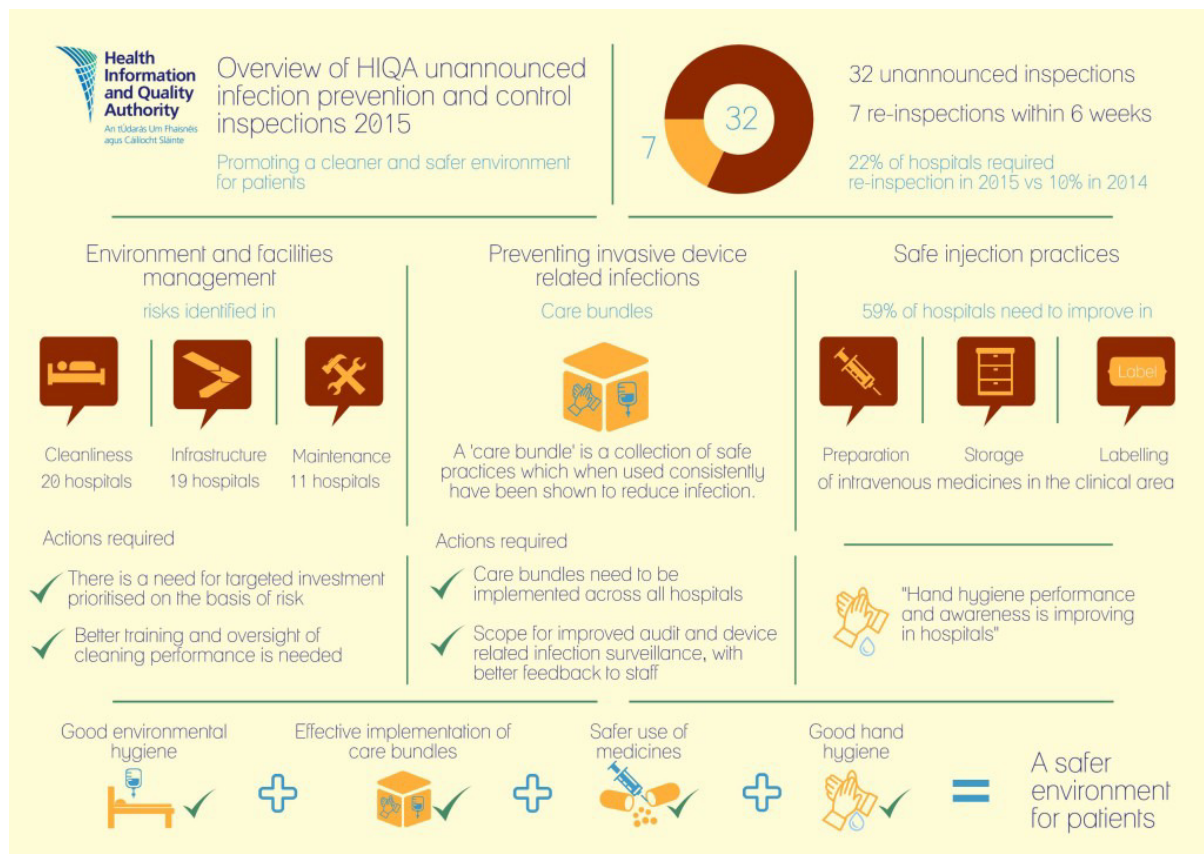 Health
Information
and Quality
Authority
An tÚdarás Um Fhaisnéis
agus Cáilíocht Sláinte
Overview of HIQA unannounced
infection prevention and control
inspections 2015
Promoting a cleaner and safer environment
for patients
32
7
32 unannounced inspections
7 re-inspections within 6 weeks
22% of hospitals required
re-inspection in 2015 vs 10% in 2014
Environment and facilities
management
risks identified in
Cleanliness
20 hospitals
Infrastructure
19 hospitals
Maintenance
11 hospitals
Actions required
There is a need for targeted investment
prioritised on the basis of risk
Better training and oversight of
cleaning performance is needed
Preventing invasive device
related infections
Care bundles
A 'care bundle' is a collection of safe
practices which when used consistently
have been shown to reduce infection.
Actions required
Care bundles need to be
implemented across all hospitals
Scope for improved audit and device
related infection surveillance, with
better feedback to staff
Safe injection practices
59% of hospitals need to improve in
Label
Preparation
Storage
Labelling
of intravenous medicines in the clinical area
"Hand hygiene performance
and awareness is improving
in hospitals"
Good environmental
hygiene
Effective implementation of
care bundles
Safer use of
medicines
Good hand
hygiene
A safer
environment
for patients